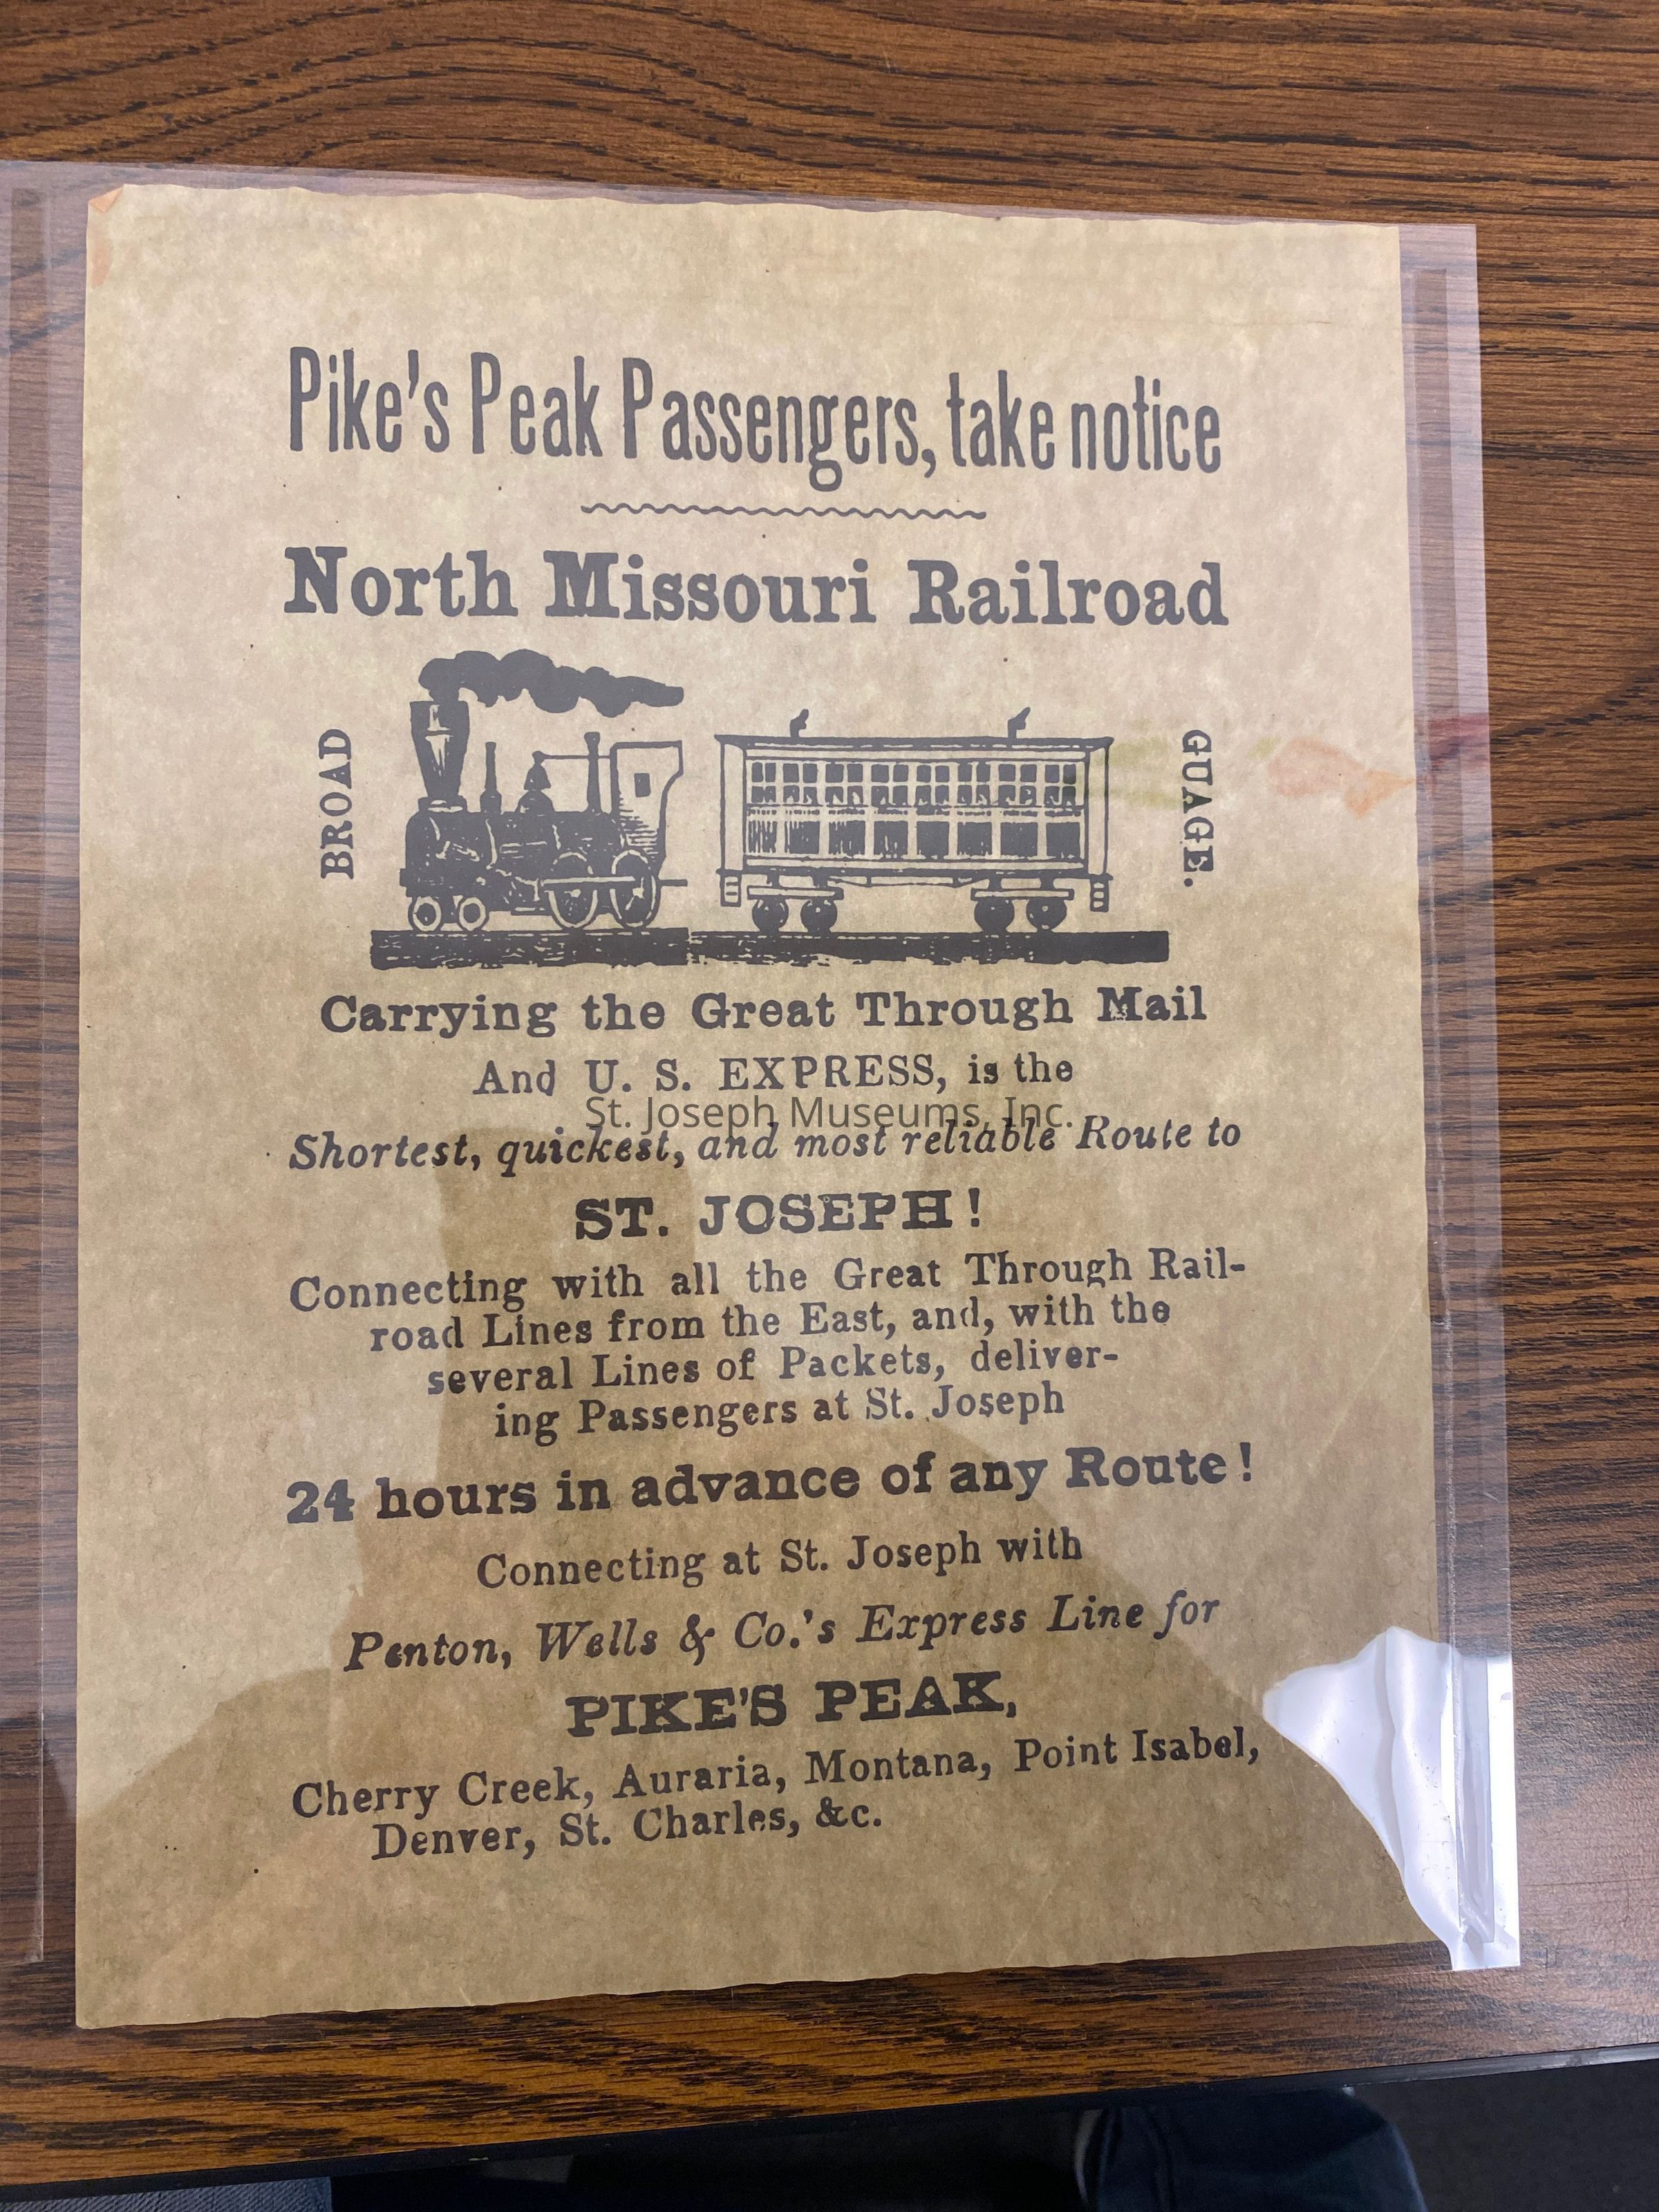 Pike's Peak Passengers, take notice
North Missouri Railroad
BROAD
GUAGE.
Carrying the Great Through Mail
And U. S. EXPRESS, is the
St. Joseph Museums, Inc.
Shortest, quickest, and most reliable Route to
ST. JOSEPH!
Connecting with all the Great Through Rail-
road Lines from the East, and, with the
several Lines of Packets, deliver-
ing Passengers at St. Joseph
24 hours in advance of any Route!
Connecting at St. Joseph with
Penton, Wells & Co.'s Express Line for
PIKE'S PEAK,
Cherry Creek, Auraria, Montana, Point Isabel,
Denver, St. Charles, &c.